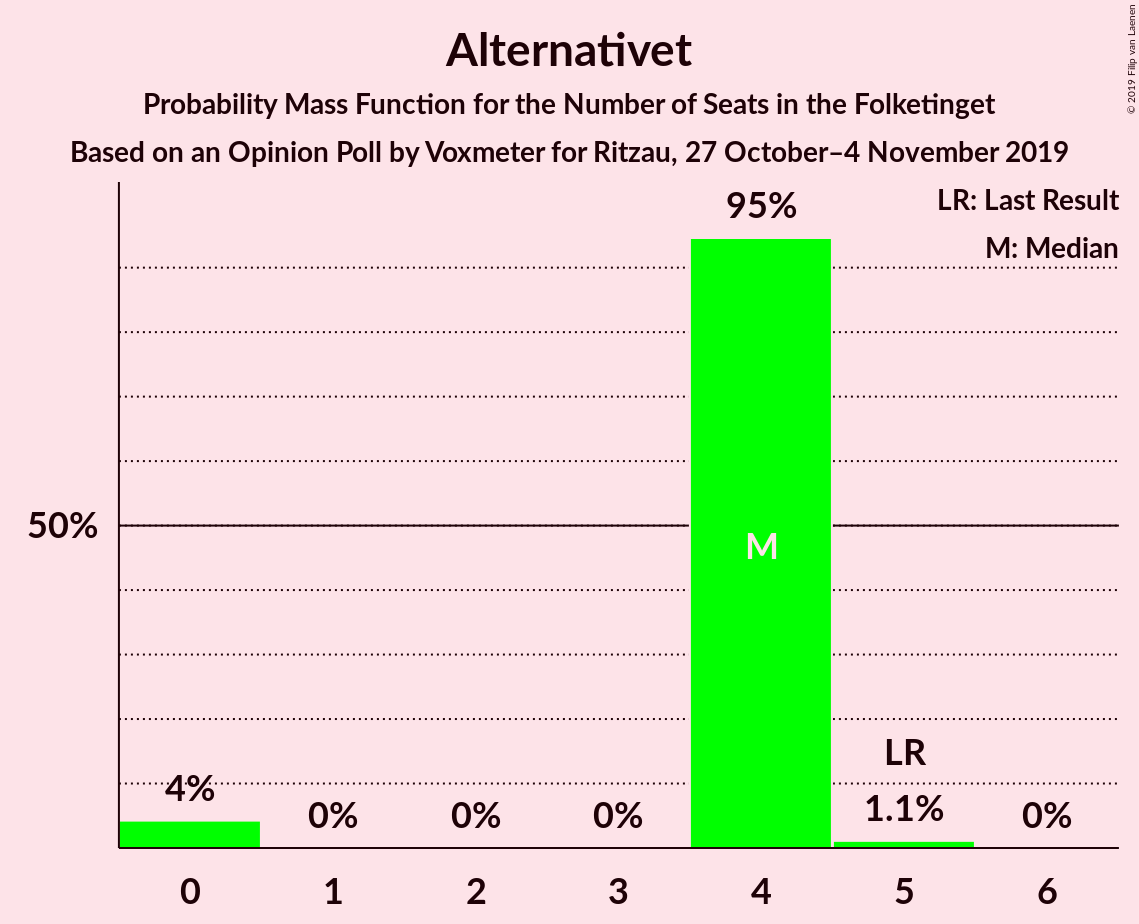 Alternativet
Probability Mass Function for the Number of Seats in the Folketinget
Based on an Opinion Poll by Voxmeter for Ritzau, 27 October–4 November 2019
© 2019 Filip van Laenen
LR: Last Result
M: Median
95%
50%
M
LR
4%
0%
0%
0%
1.1%
0%
0
1
2
3
4
5
6